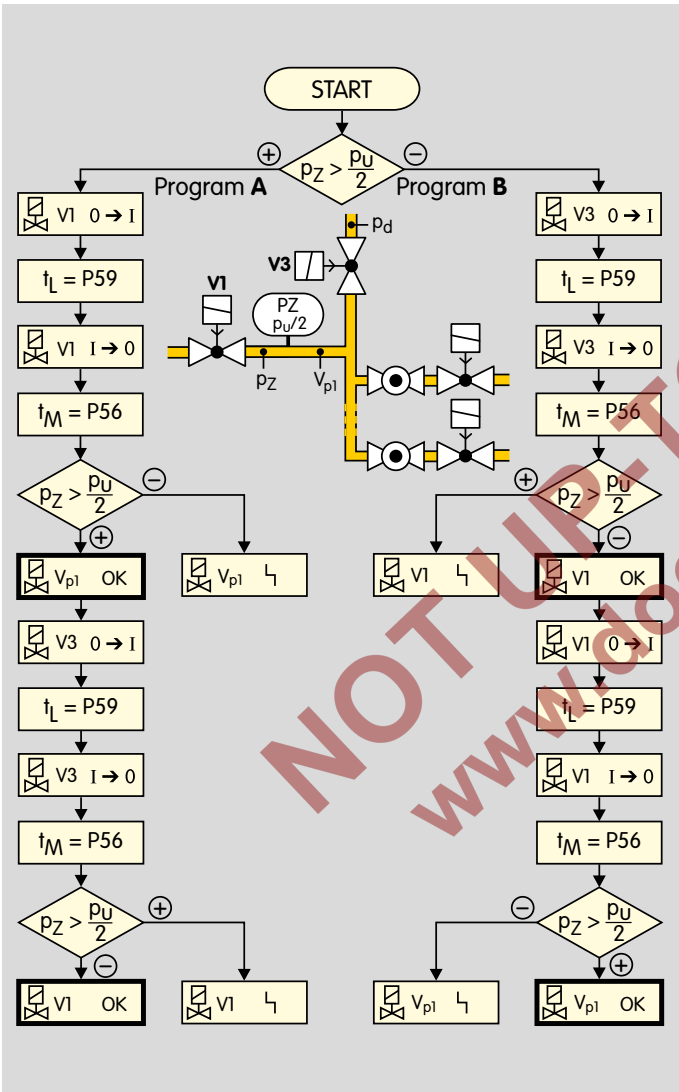 START
pZ > pU/2
Program A
Program B
V1 0 → I
tL = P59
V1 I → 0
tM = P56
pZ > pU/2
Vp1 OK
Vp1
V3 0 → I
tL = P59
V3 I → 0
tM = P56
pZ > pU/2
V1 OK
V1
pd
V3
V1
PZ
pU/2
pZ
Vp1
V3 0 → I
tL = P59
V3 I → 0
tM = P56
pZ > pU/2
V1
V1 OK
V1 0 → I
tL = P59
V1 I → 0
tM = P56
pZ > pU/2
Vp1
Vp1 OK
NOT UP-T
www.do